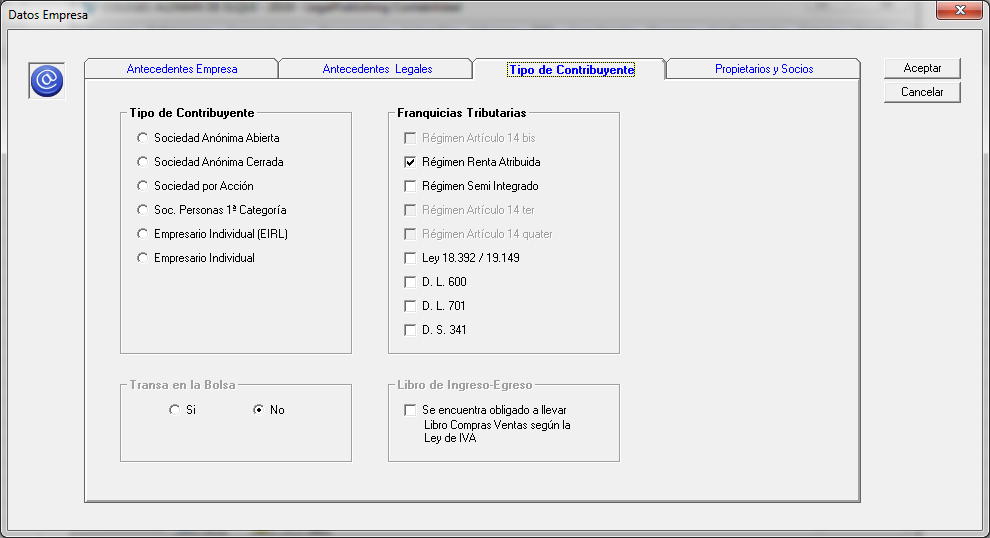 Datos Empresa
Antecedentes Empresa
Antecedentes Legales
Tipo de Contribuyente
Propietarios y Socios
Aceptar
Cancelar
Tipo de Contribuyente
Sociedad Anónima Abierta
Sociedad Anónima Cerrada
Sociedad por Acción
Soc. Personas 1ª Categoría
Empresario Individual (EIRL)
Empresario Individual
Franquicias Tributarias
Régimen Artículo 14 bis
Régimen Renta Atribuida
Régimen Semi Integrado
Régimen Artículo 14 ter
Régimen Artículo 14 quater
Ley 18.392 / 19.149
D. L. 600
D. L. 701
D. S. 341
Transa en la Bolsa
Si
No
Libro de Ingreso-Egreso
Se encuentra obligado a llevar
Libro Compras Ventas según la
Ley de IVA